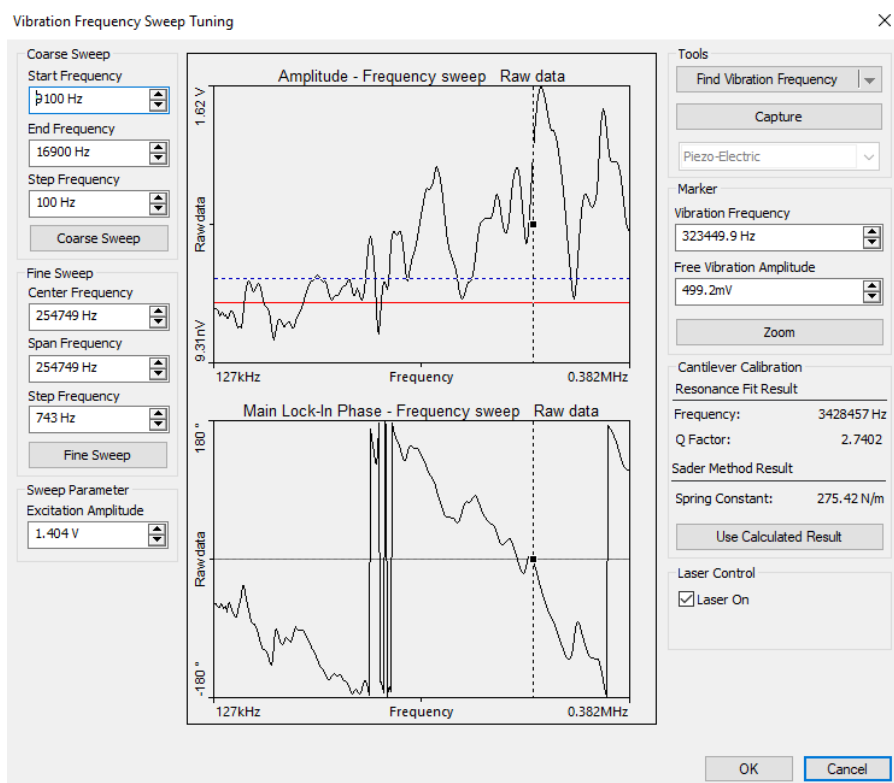 Vibration Frequency Sweep Tuning
Coarse Sweep
Start Frequency
9100 Hz
End Frequency
16900 Hz
Step Frequency
100 Hz
Coarse Sweep
Fine Sweep
Center Frequency
254749 Hz
Span Frequency
254749 Hz
Step Frequency
743 Hz
Fine Sweep
Sweep Parameter
Excitation Amplitude
1.404 V
Amplitude - Frequency sweep Raw data
1.62 V
Raw data
9.31nV
127kHz
Frequency
0.382MHz
Main Lock-In Phase - Frequency sweep Raw data
180 °
Raw data
-180 °
127kHz
Frequency
0.382MHz
Tools
Find Vibration Frequency
Capture
Piezo-Electric
Marker
Vibration Frequency
323449.9 Hz
Free Vibration Amplitude
499.2mV
Zoom
Cantilever Calibration
Resonance Fit Result
Frequency: 3428457 Hz
Q Factor: 2.7402
Sader Method Result
Spring Constant: 275.42 N/m
Use Calculated Result
Laser Control
Laser On
OK
Cancel